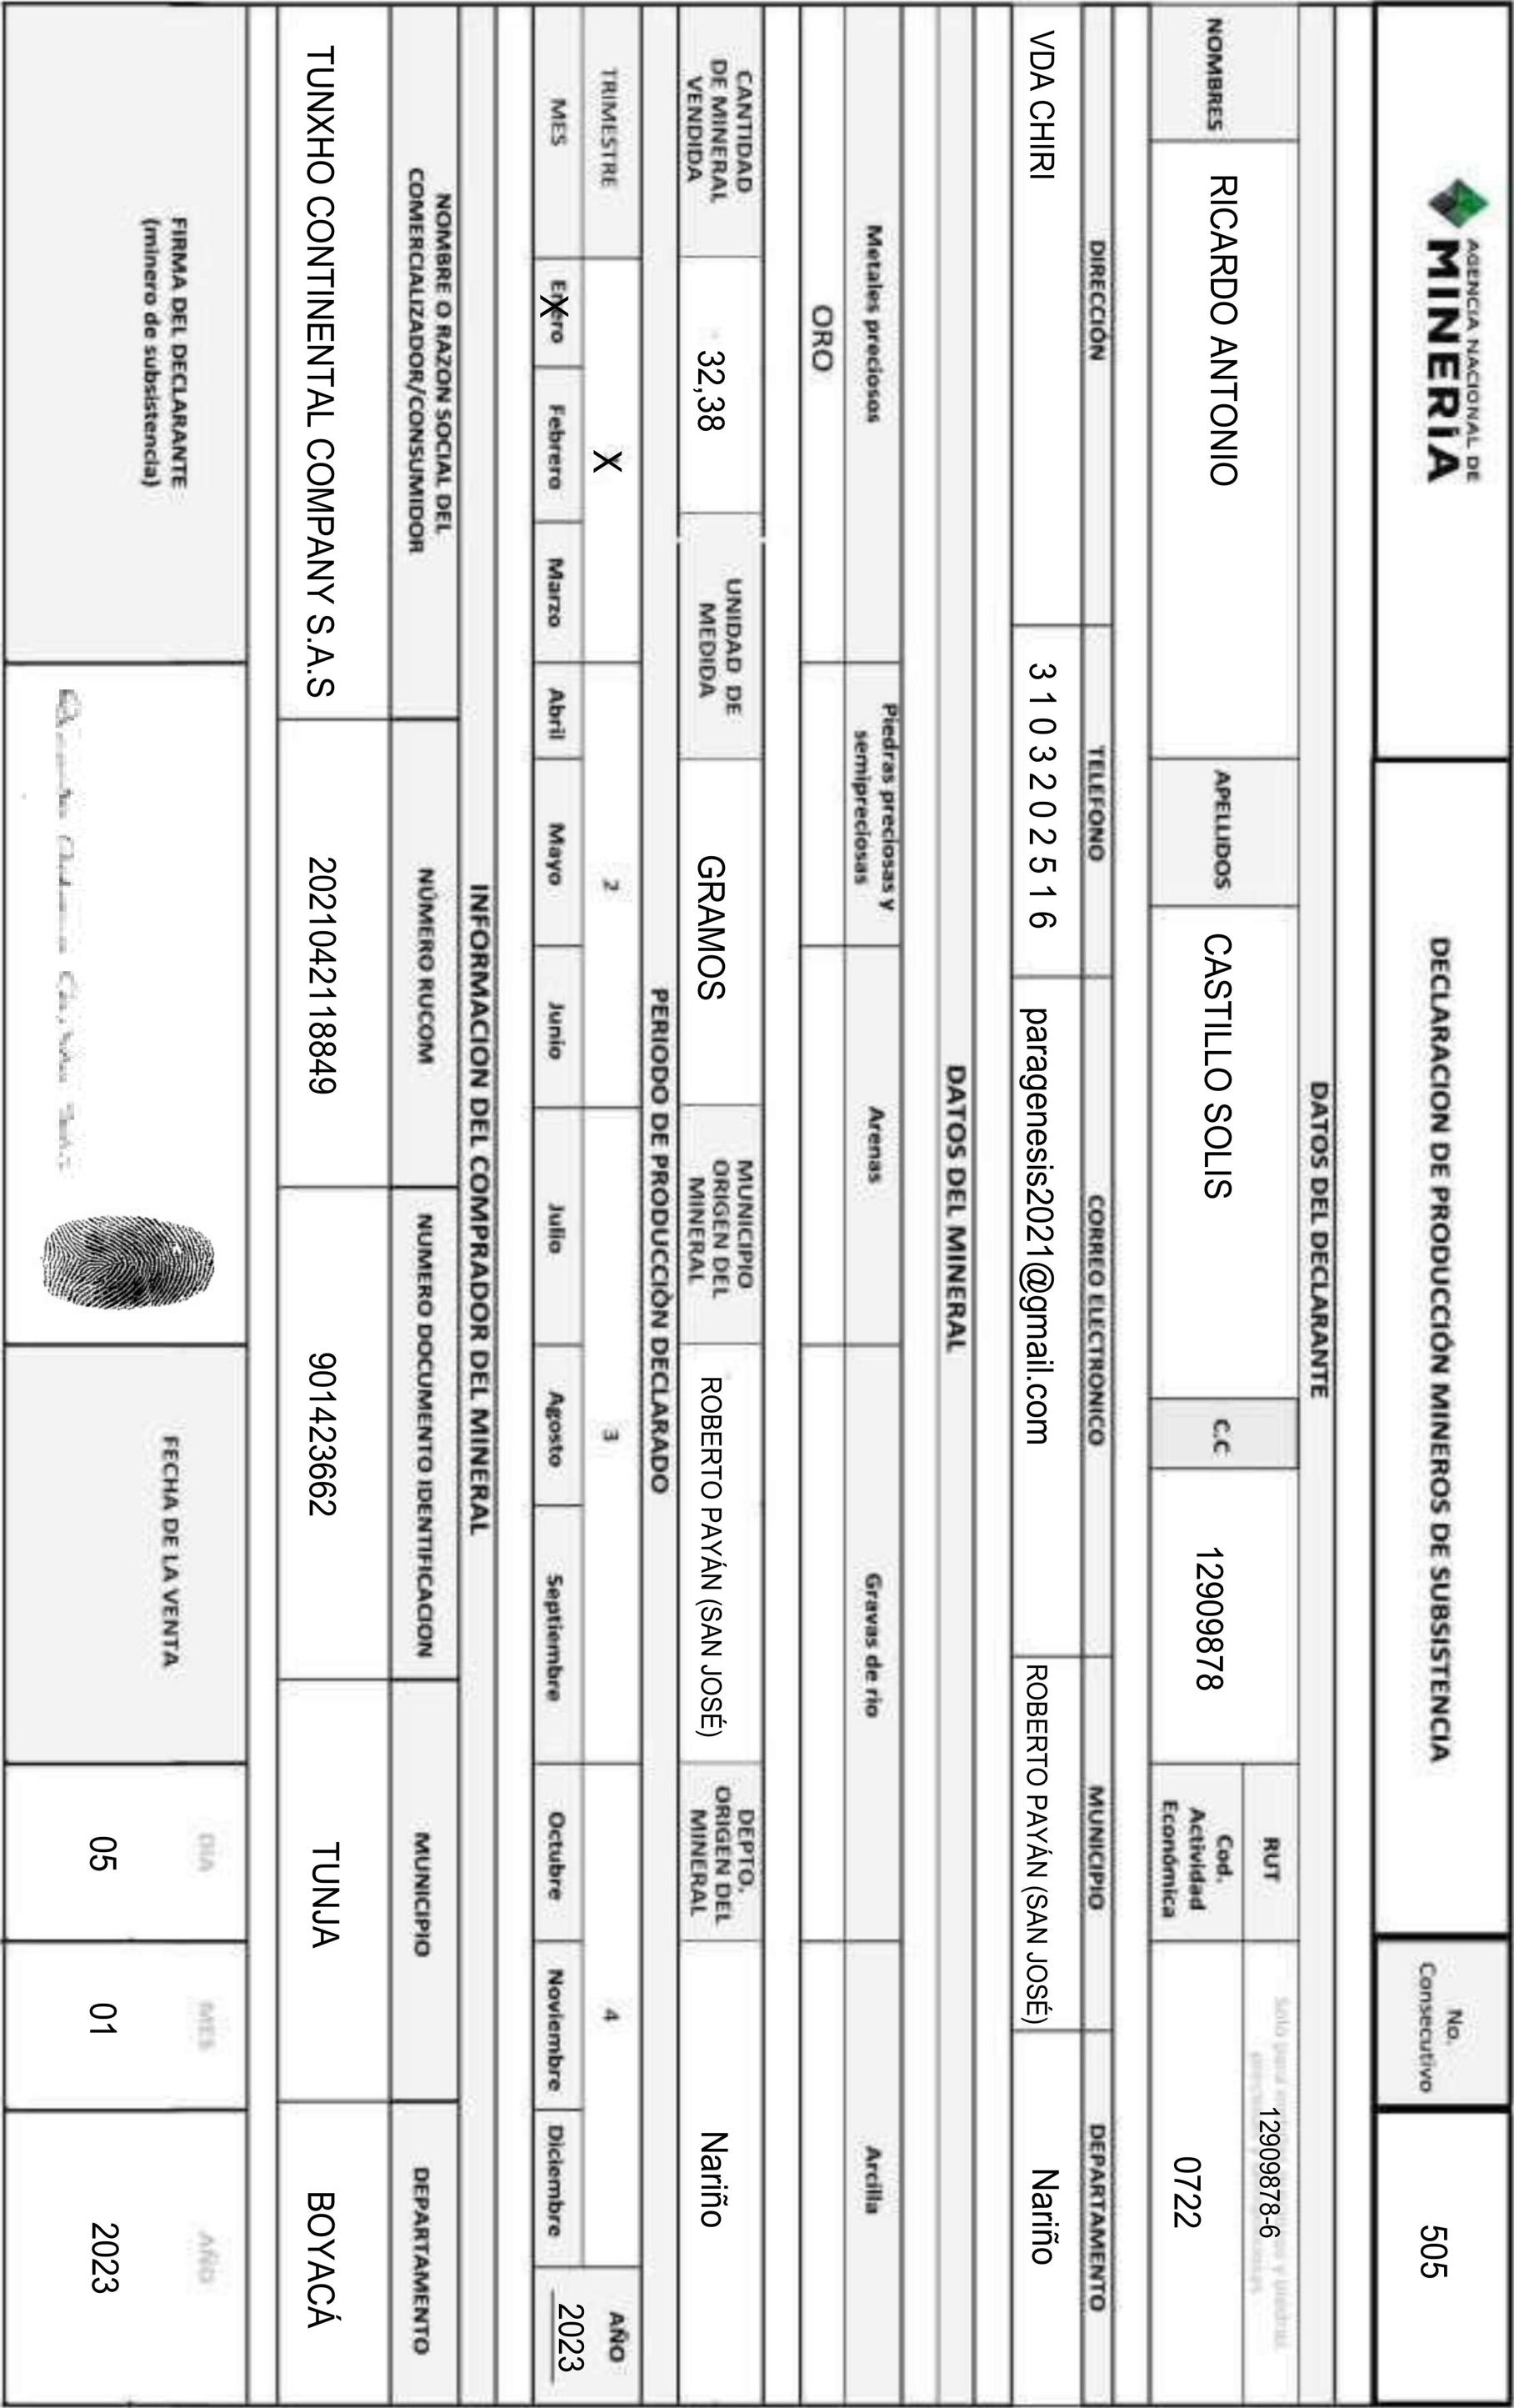 AGENCIA NACIONAL DE
MINERÍA
DECLARACION DE PRODUCCIÓN MINEROS DE SUBSISTENCIA
No.
Consecutivo
505
DATOS DEL DECLARANTE
NOMBRES
RICARDO ANTONIO
APELLIDOS
CASTILLO SOLIS
C.C
12909878
RUT
12909878-6
Cod.
Actividad
Económica
0722
DIRECCIÓN
TELEFONO
CORREO ELECTRONICO
MUNICIPIO
DEPARTAMENTO
VDA CHIRI
3 1 0 3 2 0 2 5 1 6
paragenesis2021@gmail.com
ROBERTO PAYÁN (SAN JOSÉ)
Nariño
DATOS DEL MINERAL
Metales preciosos
Piedras preciosas y
semipreciosas
Arenas
Gravas de rio
Arcilla
ORO
CANTIDAD
DE MINERAL
VENDIDA
32,38
UNIDAD DE
MEDIDA
GRAMOS
MUNICIPIO
ORIGEN DEL
MINERAL
ROBERTO PAYÁN (SAN JOSÉ)
DEPTO,
ORIGEN DEL
MINERAL
Nariño
PERIODO DE PRODUCCIÒN DECLARADO
TRIMESTRE
X
2
3
4
AÑO
MES
Enero
X
Febrero
Marzo
Abril
Mayo
Junio
Julio
Agosto
Septiembre
Octubre
Noviembre
Diciembre
2023
INFORMACION DEL COMPRADOR DEL MINERAL
NOMBRE O RAZON SOCIAL DEL
COMERCIALIZADOR/CONSUMIDOR
NÚMERO RUCOM
NUMERO DOCUMENTO IDENTIFICACION
MUNICIPIO
DEPARTAMENTO
TUNXHO CONTINENTAL COMPANY S.A.S
2021042118849
901423662
TUNJA
BOYACÁ
FIRMA DEL DECLARANTE
(minero de subsistencia)
FECHA DE LA VENTA
DIA
MES
AÑO
05
01
2023